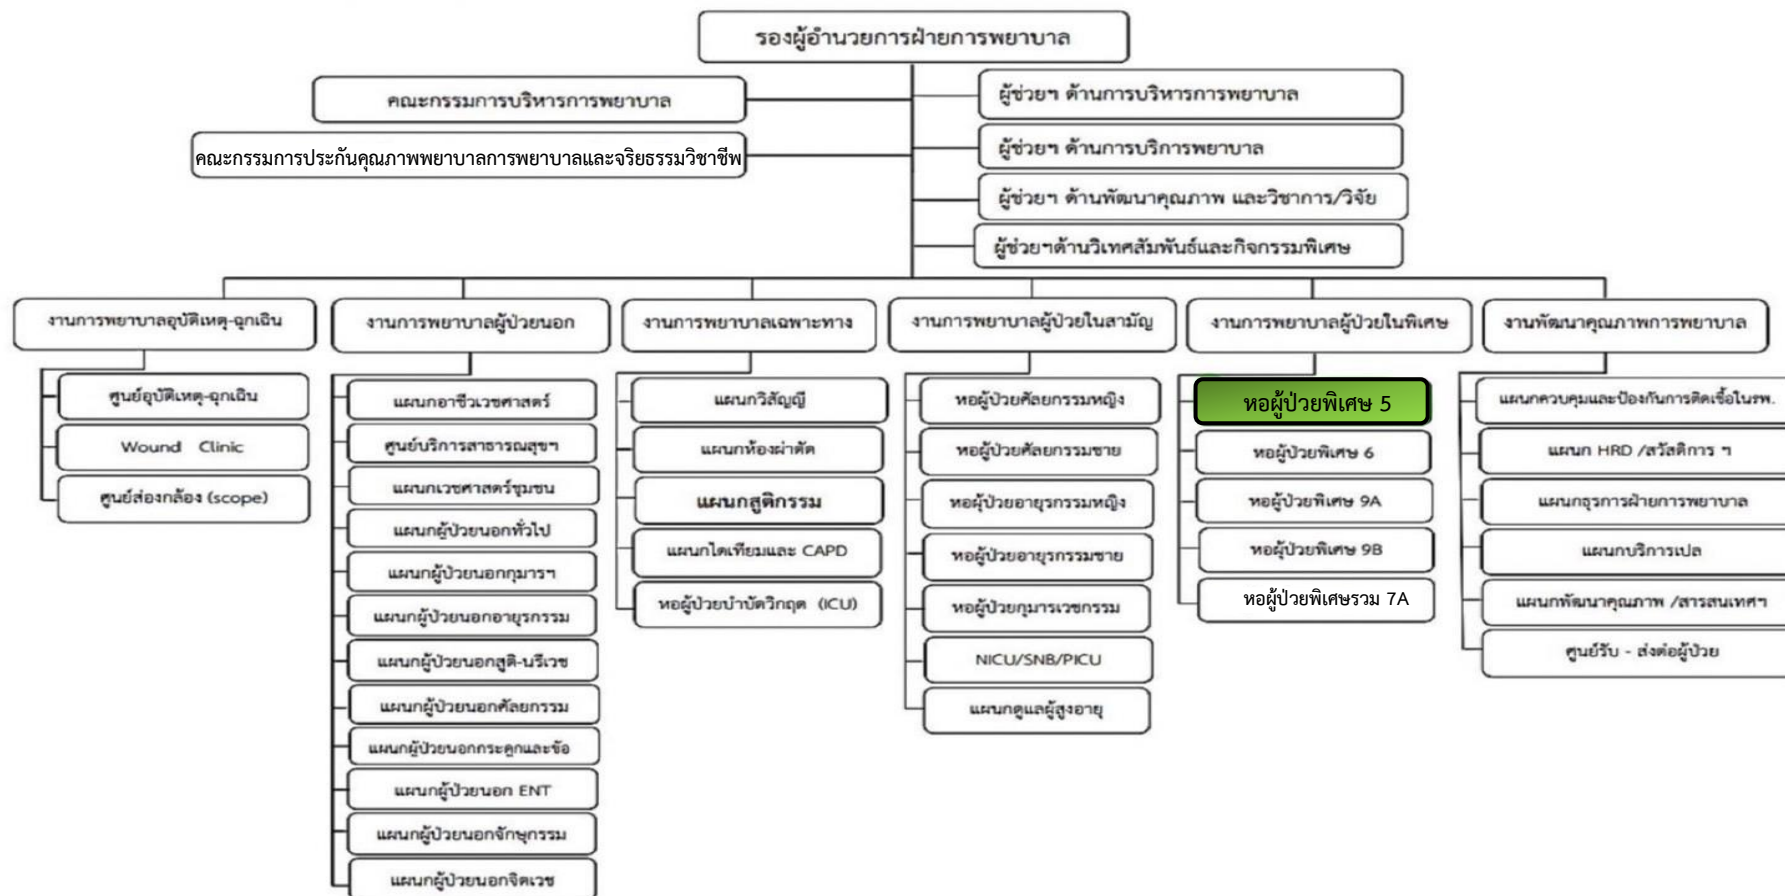 รองผู้อำนวยการฝ่ายการพยาบาล
คณะกรรมการบริหารการพยาบาล
คณะกรรมการประกันคุณภาพพยาบาลการพยาบาลและจริยธรรมวิชาชีพ
ผู้ช่วยฯ ด้านการบริหารการพยาบาล
ผู้ช่วยฯ ด้านการบริการพยาบาล
ผู้ช่วยฯ ด้านพัฒนาคุณภาพ และวิชาการ/วิจัย
ผู้ช่วยฯด้านวิเทศสัมพันธ์และกิจกรรมพิเศษ
งานการพยาบาลอุบัติเหตุ-ฉุกเฉิน
ศูนย์อุบัติเหตุ-ฉุกเฉิน
Wound Clinic
ศูนย์ส่องกล้อง (scope)
งานการพยาบาลผู้ป่วยนอก
แผนกอาชีวเวชศาสตร์
ศูนย์บริการสาธารณสุขฯ
แผนกเวชศาสตร์ชุมชน
แผนกผู้ป่วยนอกทั่วไป
แผนกผู้ป่วยนอกกุมารฯ
แผนกผู้ป่วยนอกอายุรกรรม
แผนกผู้ป่วยนอกสูติ-นรีเวช
แผนกผู้ป่วยนอกศัลยกรรม
แผนกผู้ป่วยนอกกระดูกและข้อ
แผนกผู้ป่วยนอก ENT
แผนกผู้ป่วยนอกจักษุกรรม
แผนกผู้ป่วยนอกจิตเวช
งานการพยาบาลเฉพาะทาง
แผนกวิสัญญี
แผนกห้องผ่าตัด
แผนกสูติกรรม
แผนกไตเทียมและ CAPD
หอผู้ป่วยบำบัดวิกฤต (ICU)
งานการพยาบาลผู้ป่วยในสามัญ
หอผู้ป่วยศัลยกรรมหญิง
หอผู้ป่วยศัลยกรรมชาย
หอผู้ป่วยอายุรกรรมหญิง
หอผู้ป่วยอายุรกรรมชาย
หอผู้ป่วยกุมารเวชกรรม
NICU/SNB/PICU
แผนกดูแลผู้สูงอายุ
งานการพยาบาลผู้ป่วยในพิเศษ
หอผู้ป่วยพิเศษ 5
หอผู้ป่วยพิเศษ 6
หอผู้ป่วยพิเศษ 9A
หอผู้ป่วยพิเศษ 9B
หอผู้ป่วยพิเศษรวม 7A
งานพัฒนาคุณภาพการพยาบาล
แผนกควบคุมและป้องกันการติดเชื้อในรพ.
แผนก HRD /สวัสดิการ ฯ
แผนกธุรการฝ่ายการพยาบาล
แผนกบริการเปล
แผนกพัฒนาคุณภาพ /สารสนเทศฯ
ศูนย์รับ - ส่งต่อผู้ป่วย